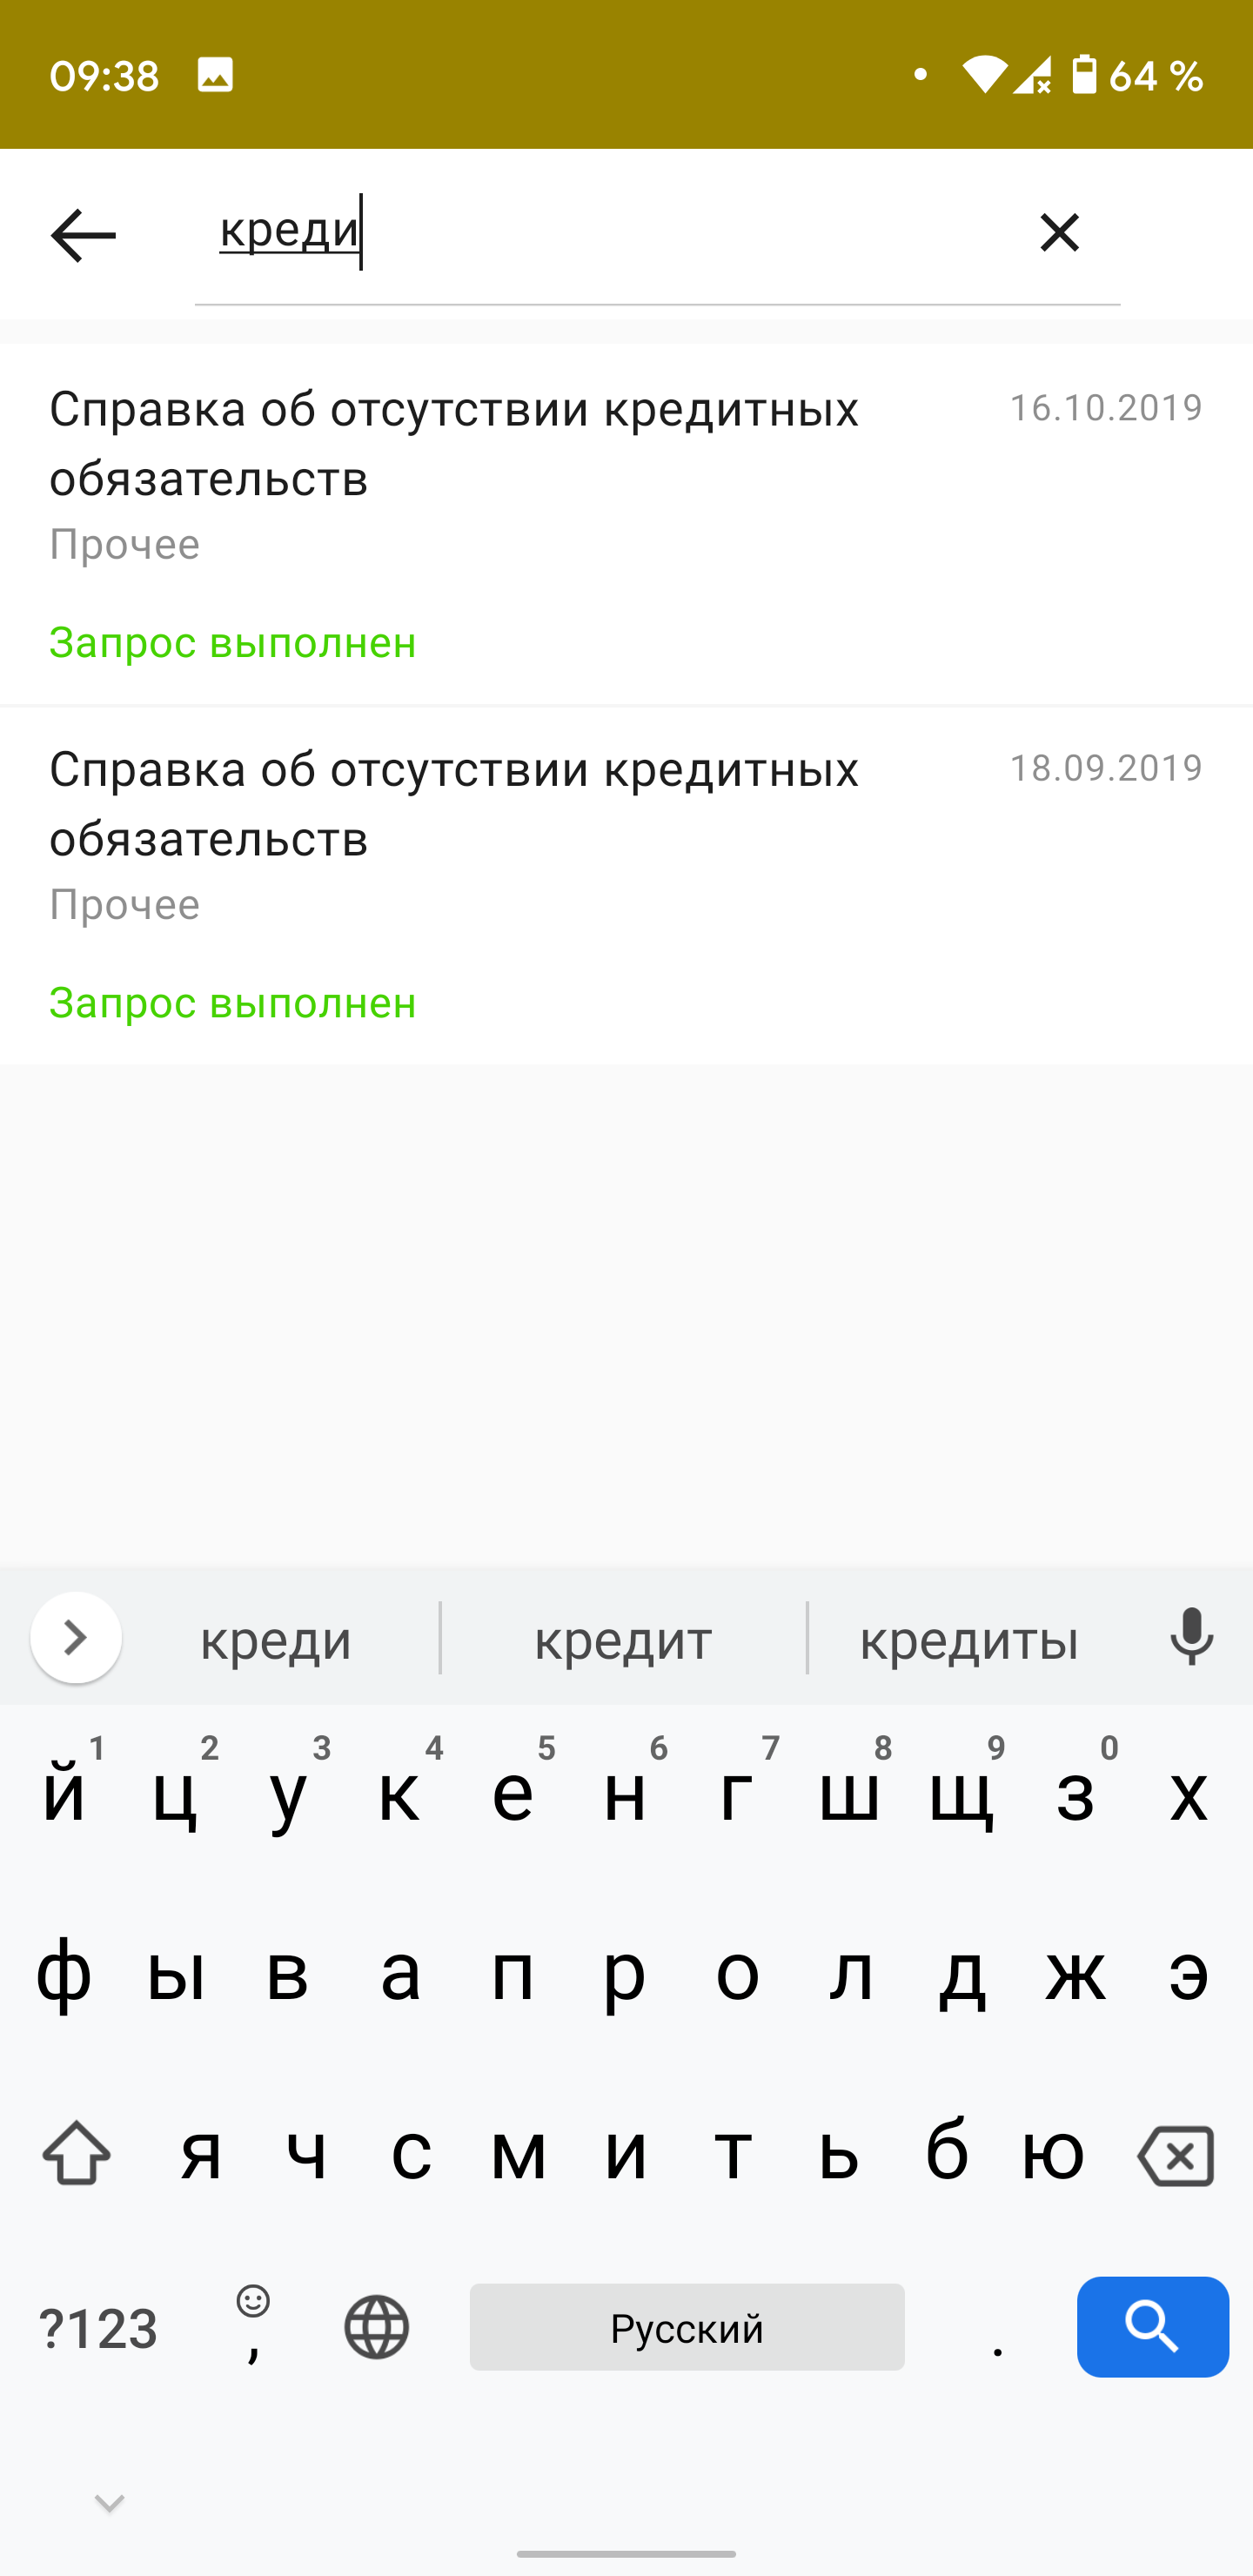 09:38 64 %
креди
Справка об отсутствии кредитных 16.10.2019
обязательств
Прочее
Запрос выполнен
Справка об отсутствии кредитных 18.09.2019
обязательств
Прочее
Запрос выполнен
креди кредит кредиты
1 2 3 4 5 6 7 8 9 0
й ц у к е н г ш щ з х
ф ы в а п р о л д ж э
я ч с м и т ь б ю
?123 , Русский .